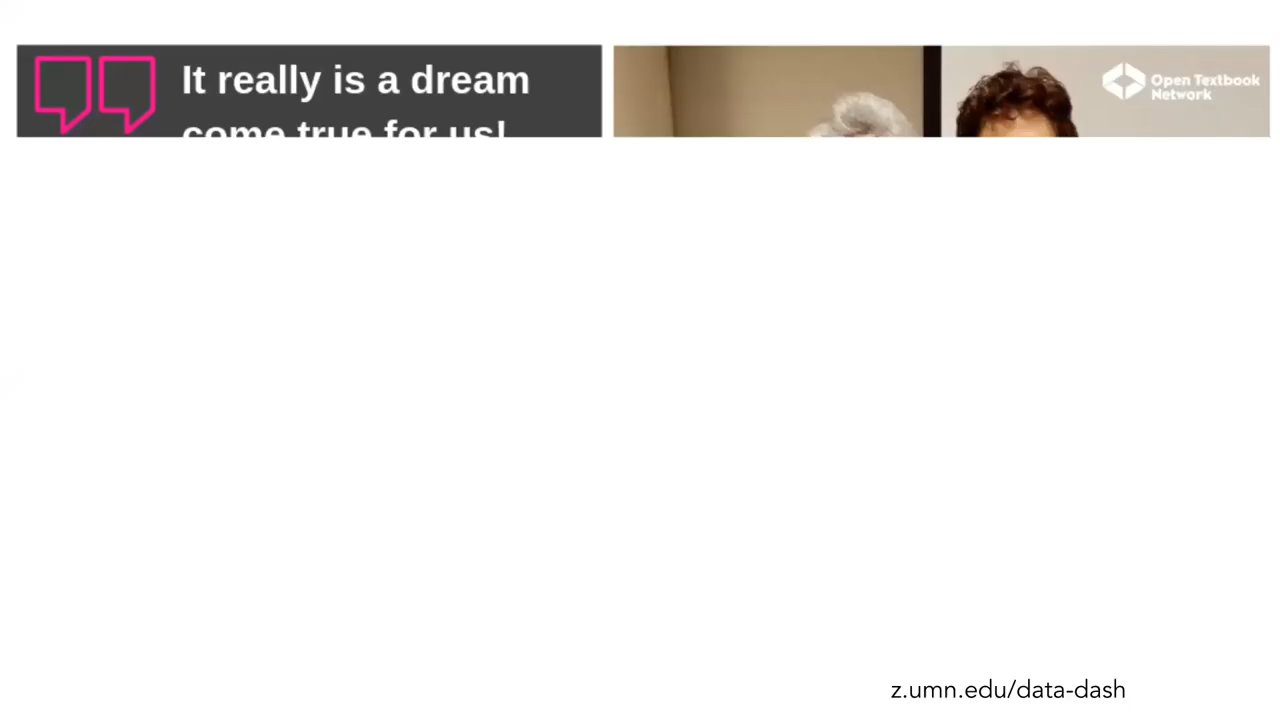 It really is a dream
come true for us!
Open Textbook
Network
z.umn.edu/data-dash